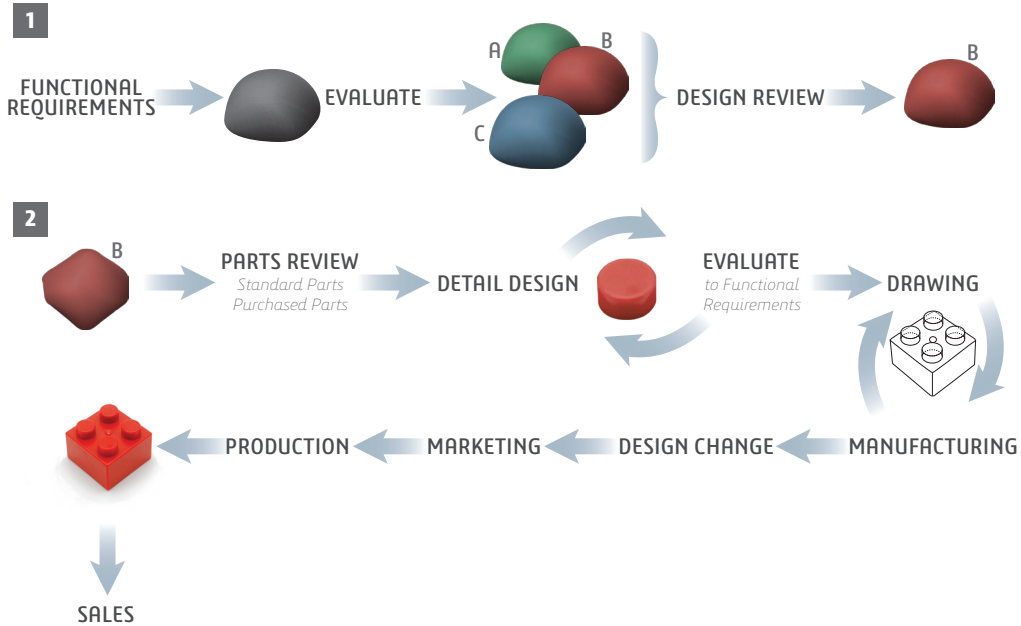 1
FUNCTIONAL
REQUIREMENTS
EVALUATE
A
B
C
DESIGN REVIEW
B
2
B
PARTS REVIEW
Standard Parts
Purchased Parts
DETAIL DESIGN
EVALUATE
to Functional
Requirements
DRAWING
MANUFACTURING
DESIGN CHANGE
MARKETING
PRODUCTION
SALES